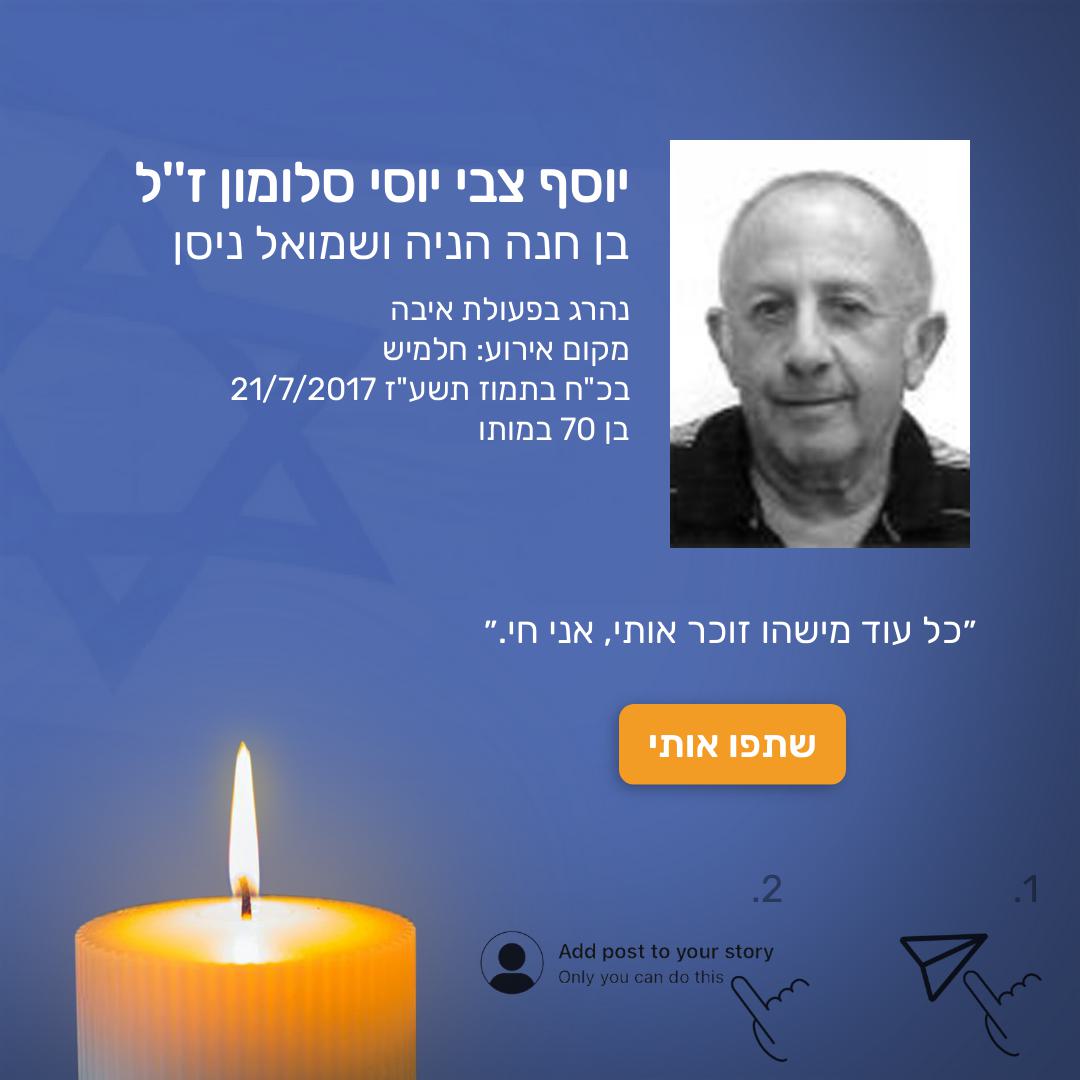 יוסף צבי יוסי סלומון ז"ל
בן חנה הניה ושמואל ניסן
נהרג בפעולת איבה
מקום אירוע: חלמיש
בכ"ח בתמוז תשע"ז 21/7/2017
בן 70 במותו
״כל עוד מישהו זוכר אותי, אני חי.״
שתפו אותי
.1
.2
Add post to your story
Only you can do this